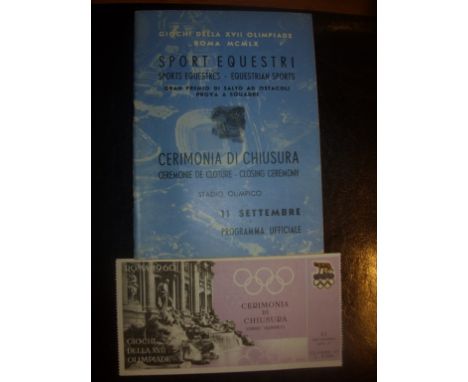 GIOCHI DELLA XVII OLIMPIADE
ROMA MCMLX
SPORT EQUESTRI
SPORTS EQUESTRES - EQUESTRIAN SPORTS
GRAN PREMIO DI SALTO AD OSTACOLI
PROVA A SQUADRE
CERIMONIA DI CHIUSURA
CEREMONIE DE CLOTURE - CLOSING CEREMONY
STADIO OLIMPICO
11 SETTEMBRE
PROGRAMMA UFFICIALE
ROMA 1960
CERIMONIA
DI
CHIUSURA
GIOCHI
DELLA XVII
OLIMPIADE